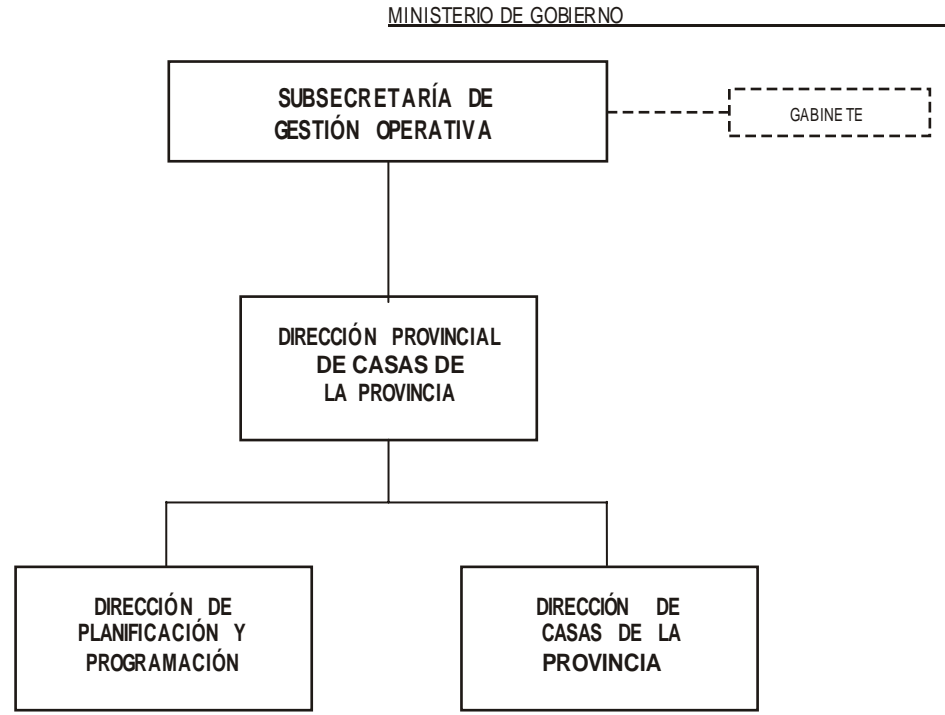 MINISTERIO DE GOBIERNO
SUBSECRETARÍA DE
GESTIÓN OPERATIVA
GABINETE
DIRECCIÓN PROVINCIAL
DE CASAS DE
LA PROVINCIA
DIRECCIÓN DE
PLANIFICACIÓN Y
PROGRAMACIÓN
DIRECCIÓN DE
CASAS DE LA
PROVINCIA